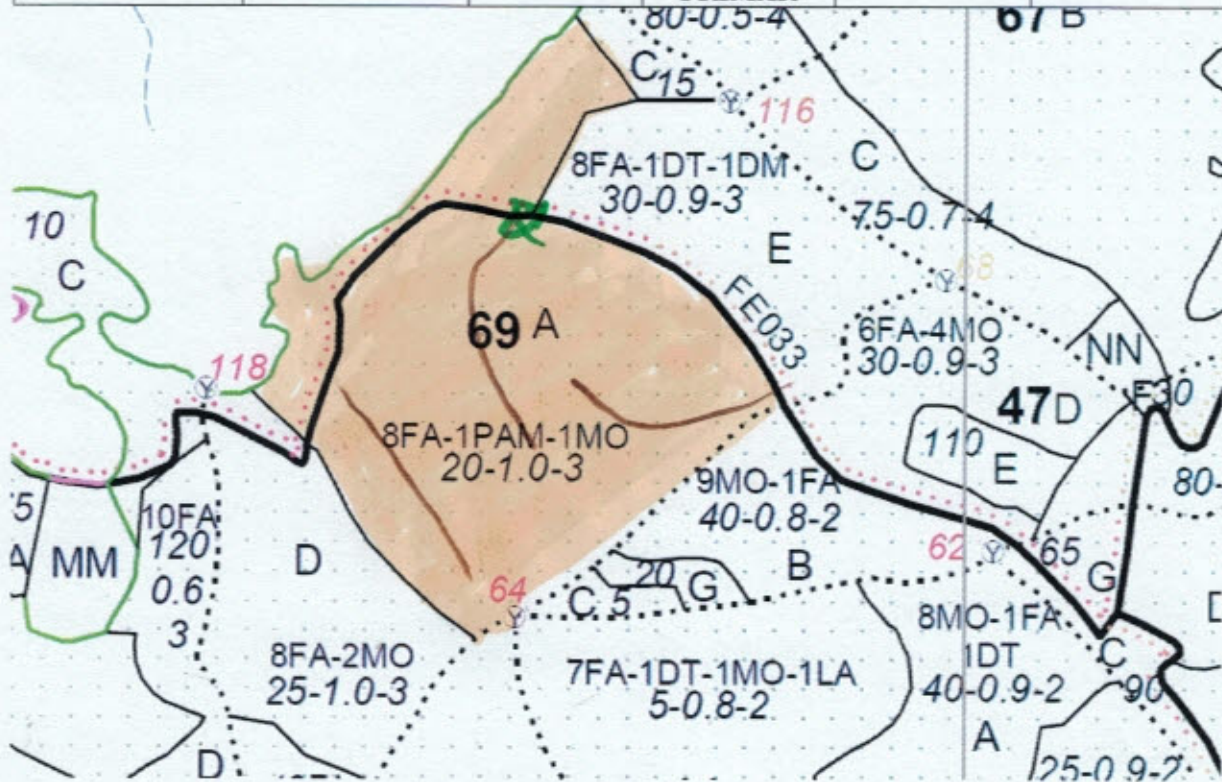 80-0.5-4
67 B
C 15
116
8FA-1DT-1DM
30-0.9-3
C
75-0.7-4
10
C
E
68
FE033
69 A
6FA-4MO
30-0.9-3
NN
118
F30
47 D
8FA-1PAM-1MO
20-1.0-3
110
E
9MO-1FA
40-0.8-2
80-
5
10FA
120
0.6
3
A
MM
D
62
65
20
G
B
64
C 5
G
8MO-1FA
1DT
40-0.9-2
8FA-2MO
25-1.0-3
7FA-1DT-1MO-1LA
5-0.8-2
C
90
A
D
25-0.9-2